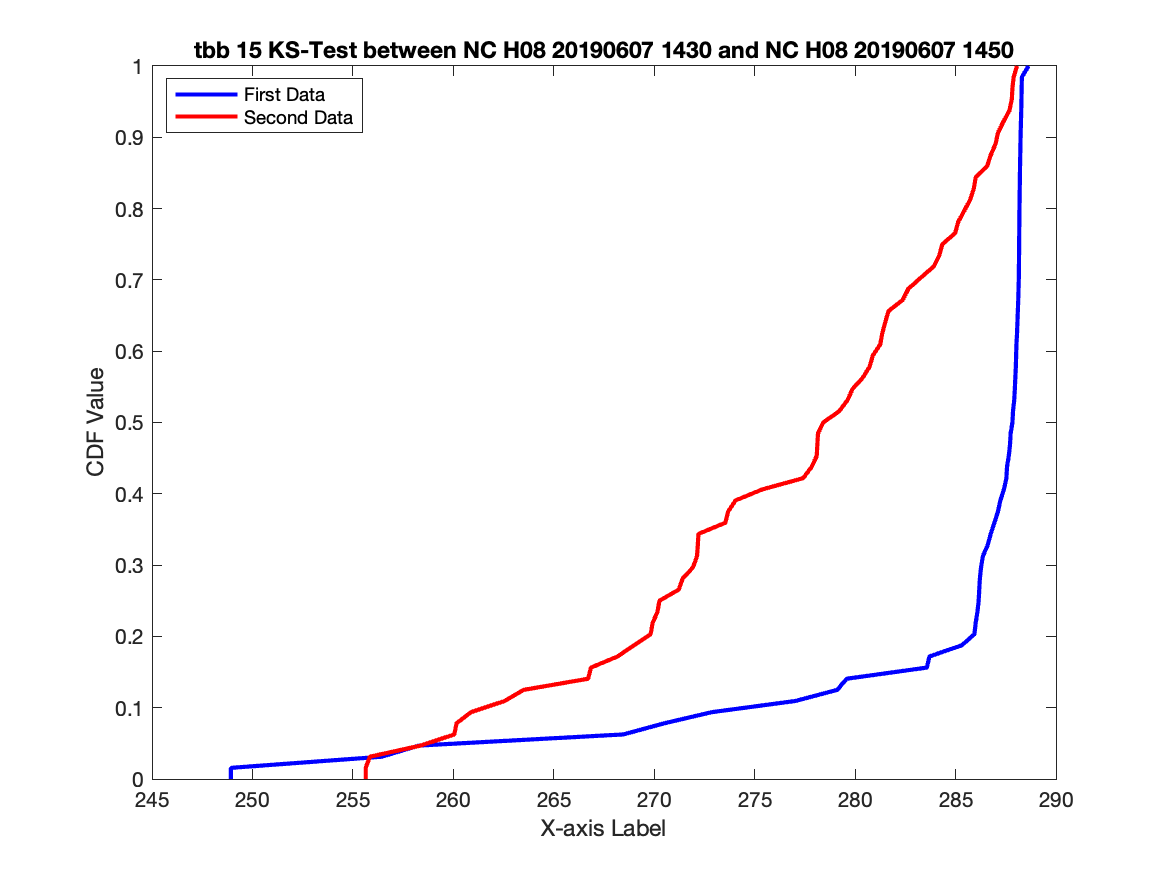 tbb 15 KS-Test between NC H08 20190607 1430 and NC H08 20190607 1450
First Data
Second Data
1
0.9
0.8
0.7
0.6
0.5
0.4
0.3
0.2
0.1
0
CDF Value
245 250 255 260 265 270 275 280 285 290
X-axis Label